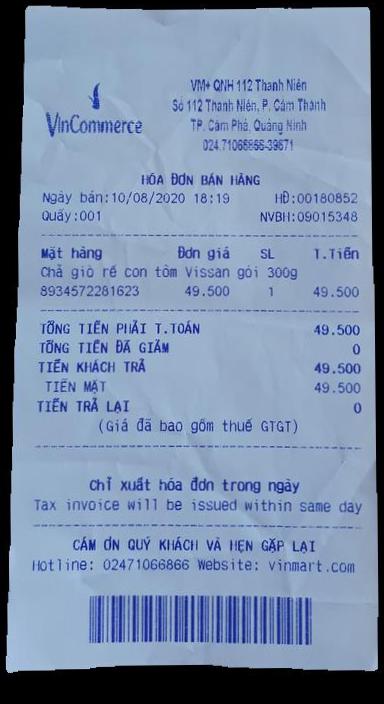 VinCommerce
VM+ QNH 112 Thanh Niên
Số 112 Thanh Niên, P. Cẩm Thành
TP. Cẩm Phả, Quảng Ninh
024.71066866-39671
HÓA ĐƠN BÁN HÀNG
Ngày bán:10/08/2020 18:19 HĐ:00180852
Quầy:001 NVBH:09015348
Mặt hàng Đơn giá SL T.Tiền
Chả giò rế con tôm Vissan gói 300g
8934572281623 49.500 1 49.500
TỔNG TIỀN PHẢI T.TOÁN 49.500
TỔNG TIỀN ĐÃ GIẢM 0
TIỀN KHÁCH TRẢ 49.500
TIỀN MẶT 49.500
TIỀN TRẢ LẠI 0
(Giá đã bao gồm thuế GTGT)
Chỉ xuất hóa đơn trong ngày
Tax invoice will be issued within same day
CẢM ƠN QUÝ KHÁCH VÀ HẸN GẶP LẠI
Hotline: 02471066866 Website: vinmart.com